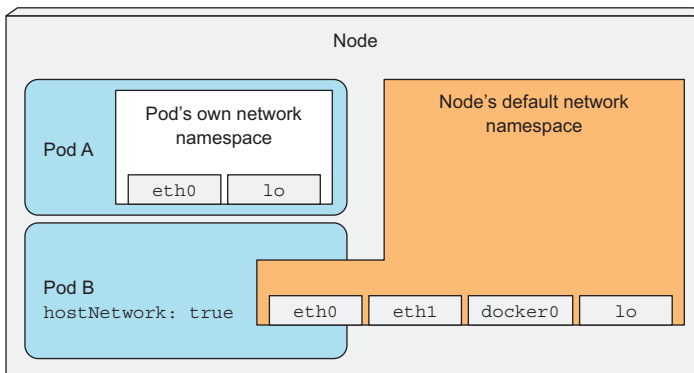 Node
Pod A
Pod's own network
namespace
eth0
lo
Node's default network
namespace
Pod B
hostNetwork: true
eth0
eth1
docker0
lo